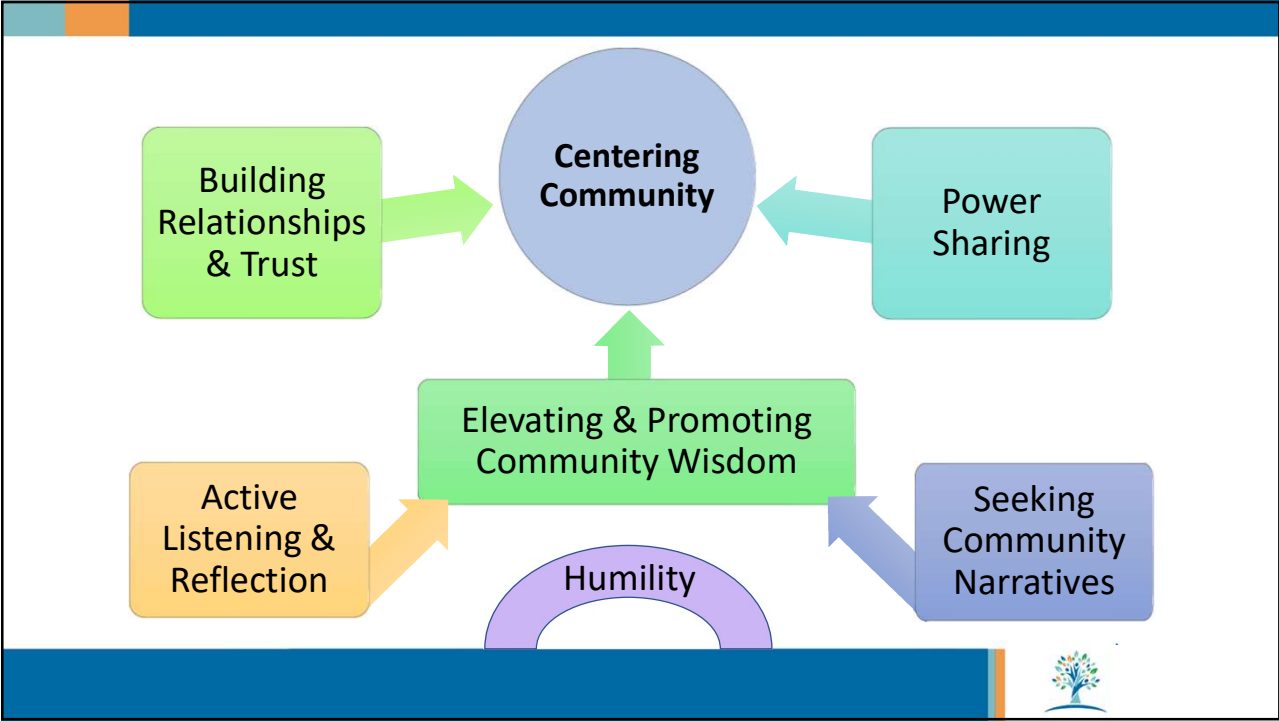 Centering
Community
Building
Relationships
& Trust
Power
Sharing
Elevating & Promoting
Community Wisdom
Active
Listening &
Reflection
Seeking
Community
Narratives
Humility